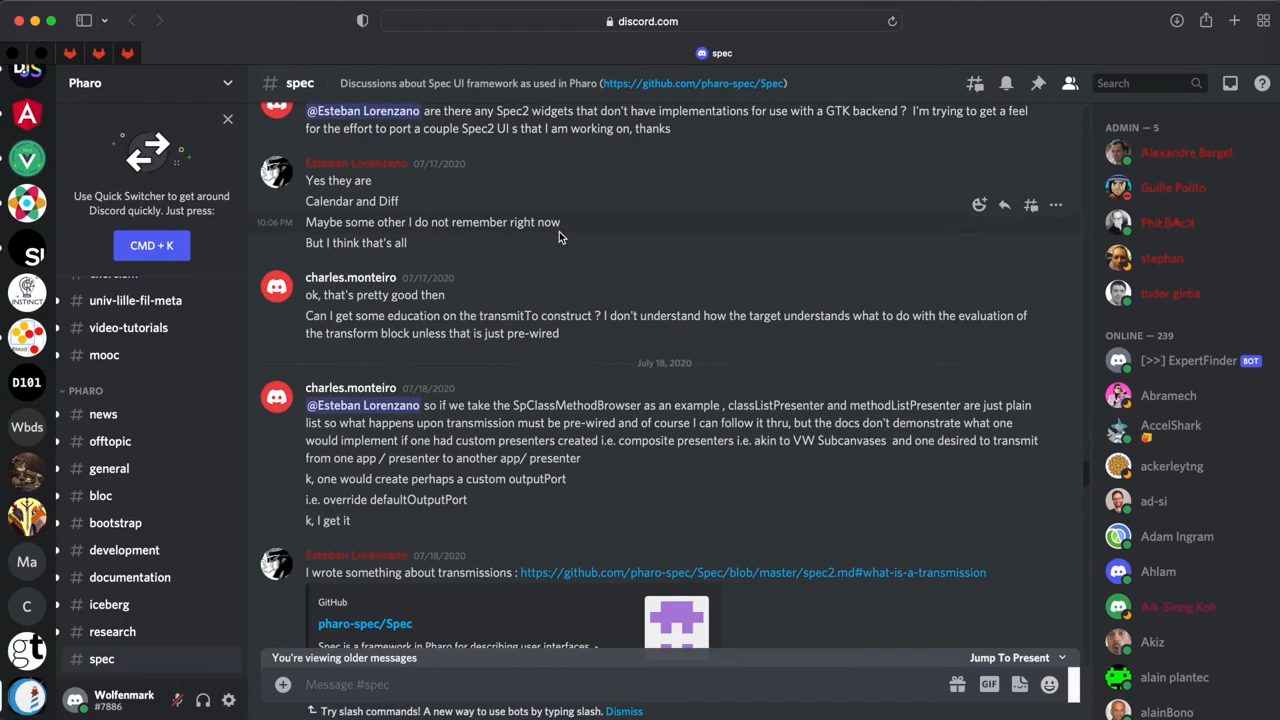 discord.com
spec
Pharo
# spec
Discussions about Spec UI framework as used in Pharo (https://github.com/pharo-spec/Spec)
Search
@Esteban Lorenzano are there any Spec2 widgets that don't have implementations for use with a GTK backend ? I'm trying to get a feel
for the effort to port a couple Spec2 UI s that I am working on, thanks
Esteban Lorenzano 07/17/2020
Yes they are
Calendar and Diff
10:06 PM Maybe some other I do not remember right now
But I think that's all
charles.monteiro 07/17/2020
ok, that's pretty good then
Can I get some education on the transmitTo construct ? I don't understand how the target understands what to do with the evaluation of
the transform block unless that is just pre-wired
July 18, 2020
charles.monteiro 07/18/2020
@Esteban Lorenzano so if we take the SpClassMethodBrowser as an example , classListPresenter and methodListPresenter are just plain
list so what happens upon transmission must be pre-wired and of course I can follow it thru, but the docs don't demonstrate what one
would implement if one had custom presenters created i.e. composite presenters i.e. akin to VW Subcanvases and one desired to transmit
from one app / presenter to another app/ presenter
k, one would create perhaps a custom outputPort
i.e. override defaultOutputPort
k, I get it
Esteban Lorenzano 07/18/2020
I wrote something about transmissions : https://github.com/pharo-spec/Spec/blob/master/spec2.md#what-is-a-transmission
GitHub
pharo-spec/Spec
Spec is a framework in Pharo for describing user interfaces. -
You're viewing older messages
Jump To Present
Message #spec
GIF
Try slash commands! A new way to use bots by typing slash. Dismiss
Use Quick Switcher to get around
Discord quickly. Just press:
CMD + K
# univ-lille-fil-meta
# video-tutorials
# mooc
PHARO
# news
# offtopic
# general
# bloc
# bootstrap
# development
# documentation
# iceberg
# research
# spec
Wolfenmark
#7886
INSTINCT
D101
Wbds
Ma
C
gt
ADMIN — 5
Alexandre Bergel
Guille Polito
stephan
tudor girba
ONLINE — 239
[>>] ExpertFinder BOT
Abramech
AccelShark
ackerleytng
ad-si
Adam Ingram
Ahlam
Aik-Siong Koh
Akiz
alain plantec
alainBono